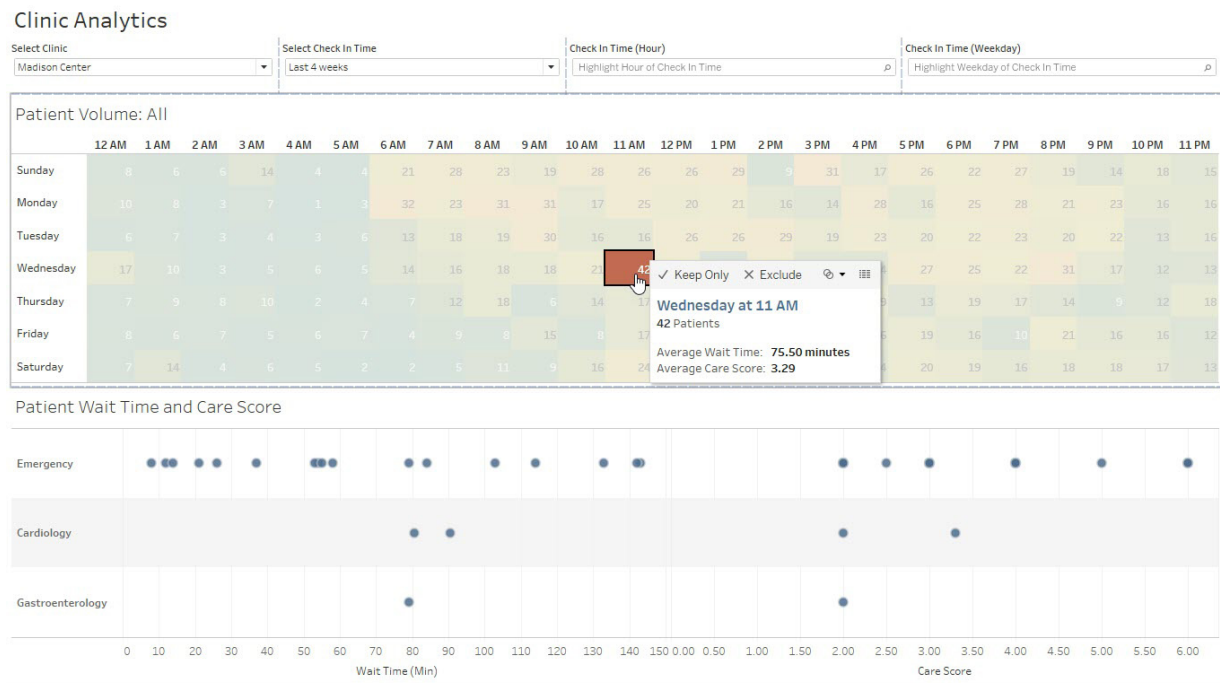 Clinic Analytics
Select Clinic Select Check In Time Check In Time (Hour) Check In Time (Weekday)
Madison Center Last 4 weeks Highlight Hour of Check In Time Highlight Weekday of Check In Time
Patient Volume: All
12 AM 1 AM 2 AM 3 AM 4 AM 5 AM 6 AM 7 AM 8 AM 9 AM 10 AM 11 AM 12 PM 1 PM 2 PM 3 PM 4 PM 5 PM 6 PM 7 PM 8 PM 9 PM 10 PM 11 PM
Sunday 8 6 6 14 4 4 21 28 23 19 28 26 26 29 9 31 17 26 22 27 19 14 18 15
Monday 10 8 3 7 1 3 32 23 31 31 17 25 20 21 16 14 28 16 25 28 21 23 16 16
Tuesday 6 7 3 4 3 6 13 18 19 30 16 16 26 26 29 19 23 20 22 23 20 22 13 16
Wednesday 17 10 3 5 6 5 14 16 18 18 21 42 27 25 22 31 17 12 13
Keep Only Exclude
Wednesday at 11 AM
42 Patients
Average Wait Time: 75.50 minutes
Average Care Score: 3.29
Thursday 7 9 8 10 2 4 7 12 18 6 14 17 13 19 17 14 9 12 18
Friday 8 6 7 5 6 7 4 9 8 15 8 17 19 16 10 21 16 16 12
Saturday 7 14 4 6 5 2 2 5 11 9 16 24 20 19 16 18 18 17 13
Patient Wait Time and Care Score
Emergency
Cardiology
Gastroenterology
0 10 20 30 40 50 60 70 80 90 100 110 120 130 140 150 0.00 0.50 1.00 1.50 2.00 2.50 3.00 3.50 4.00 4.50 5.00 5.50 6.00
Wait Time (Min) Care Score